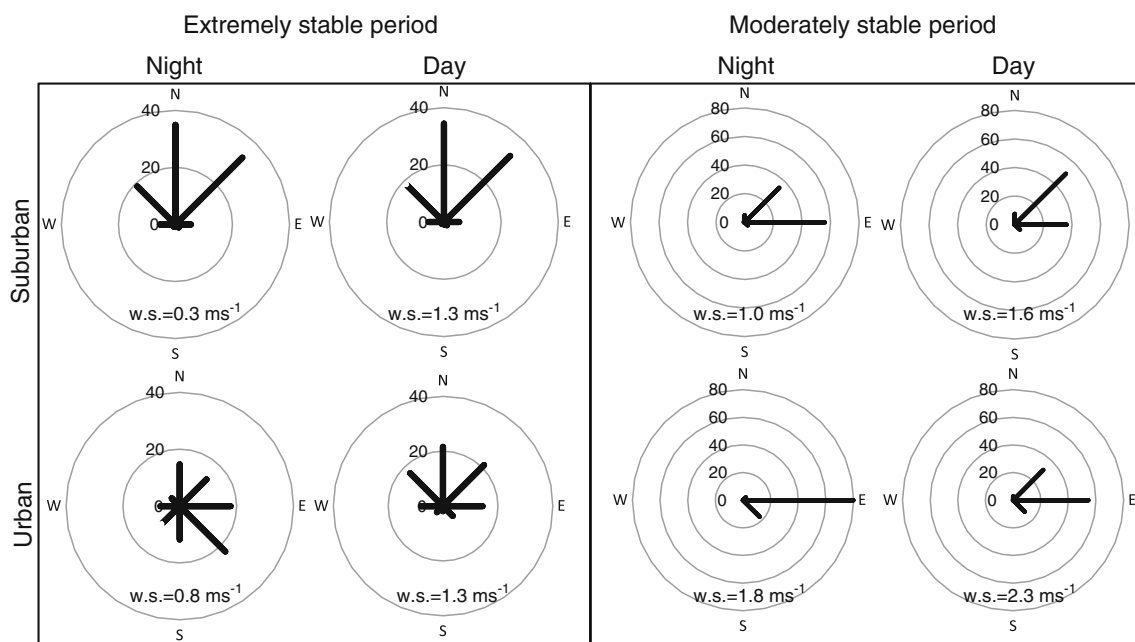 Extremely stable period Moderately stable period
Night Day Night Day
Suburban
N N N N
40 40 80 80
60 60
20 20 40 40
20 20
W 0 E W 0 E W 0 E W 0 E
w.s.=0.3 ms⁻¹ w.s.=1.3 ms⁻¹ w.s.=1.0 ms⁻¹ w.s.=1.6 ms⁻¹
S S S S
Urban
N N N N
40 40 80 80
60 60
20 20 40 40
20 20
W 0 E W 0 E W 0 E W 0 E
w.s.=0.8 ms⁻¹ w.s.=1.3 ms⁻¹ w.s.=1.8 ms⁻¹ w.s.=2.3 ms⁻¹
S S S S